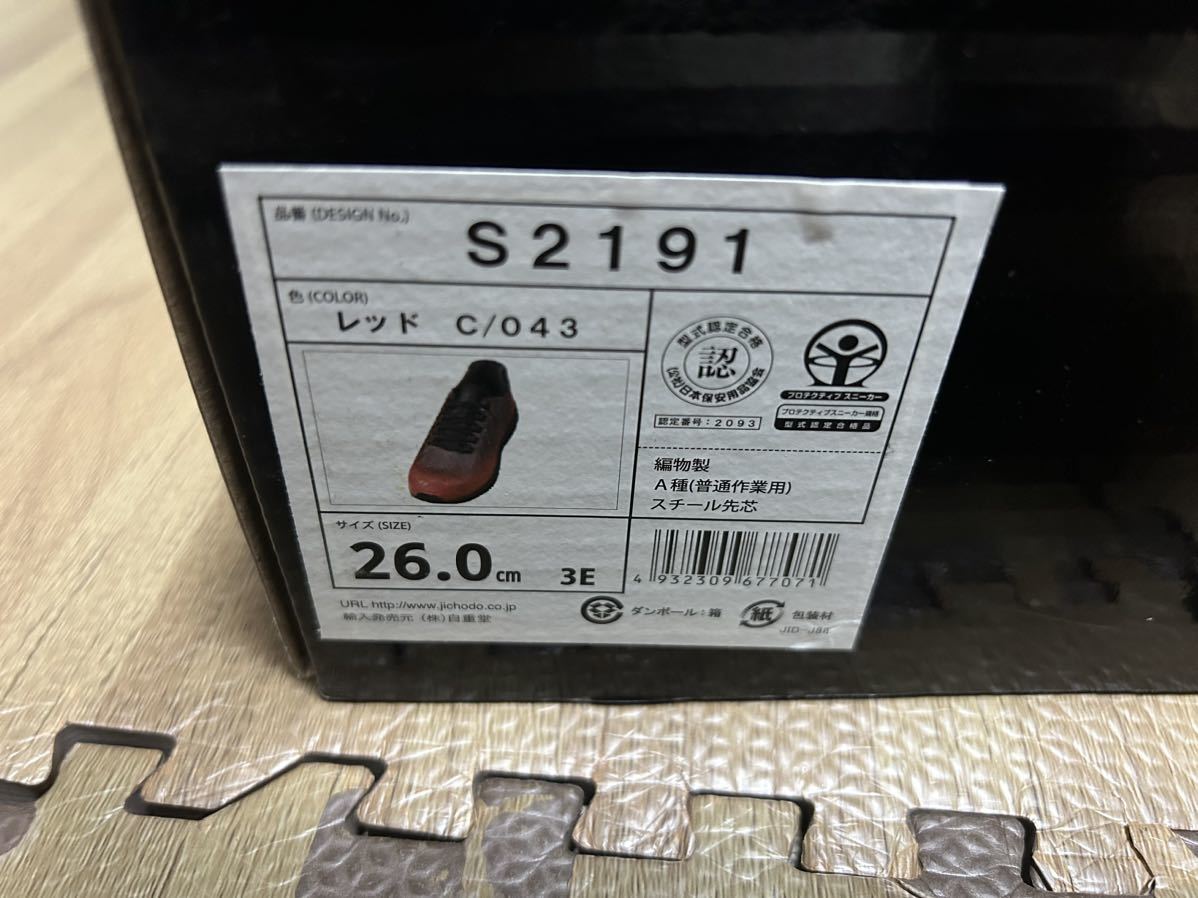 品番 (DESIGN No.)
S2191
色 (COLOR)
レッド C/043
型式認定合格
認
(公社)日本保安用品協会
認定番号:2093
プロテクティブ スニーカー
プロテクティブスニーカー規格
型式認定合格品
編物製
A種(普通作業用)
スチール先芯
サイズ (SIZE)
26.0cm 3E
4 932309 677071
URL http://www.jichodo.co.jp
輸入発売元 (株)自重堂
ダンボール:箱
紙 包装材
JID-J84